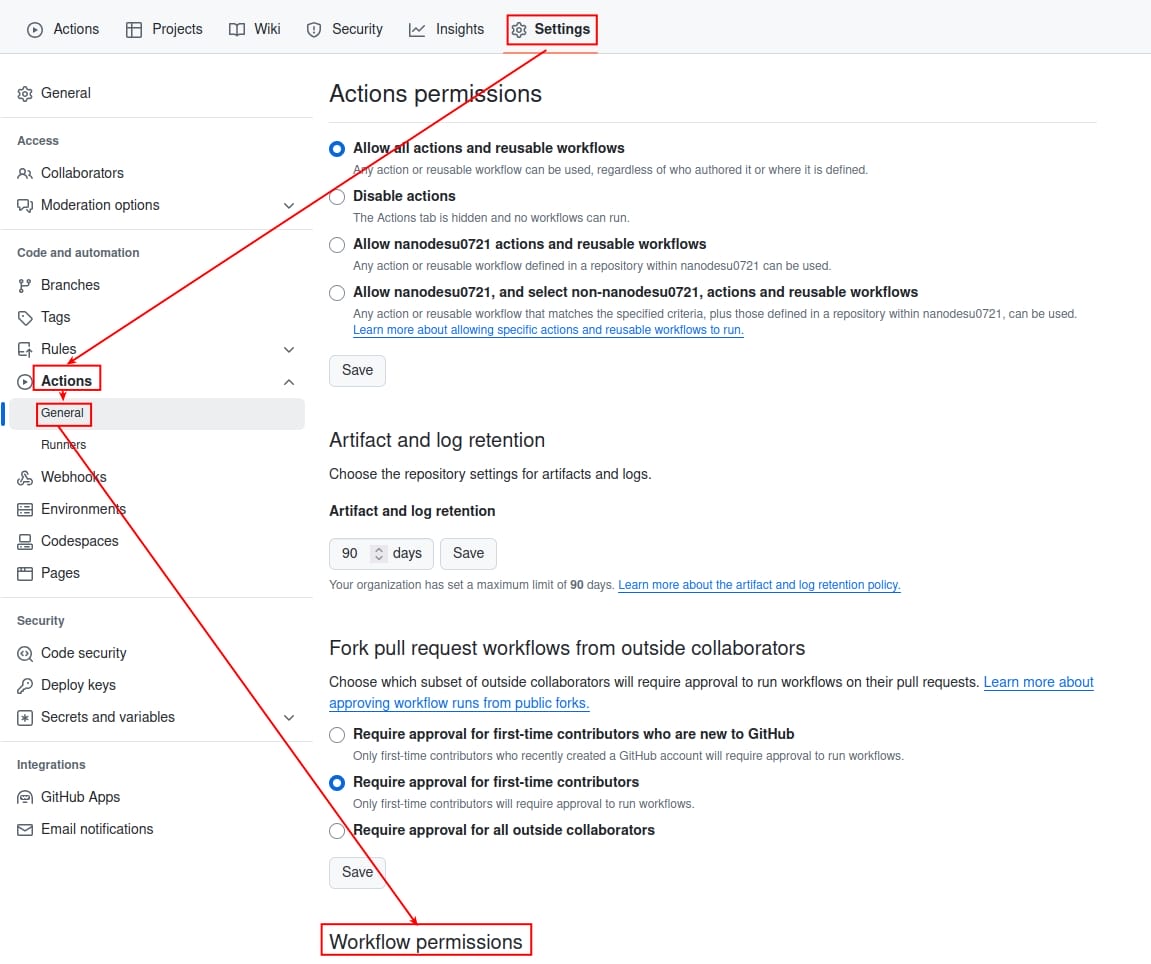 Actions Projects Wiki Security Insights Settings
General
Access
Collaborators
Moderation options
Code and automation
Branches
Tags
Rules
Actions
General
Runners
Webhooks
Environments
Codespaces
Pages
Security
Code security
Deploy keys
Secrets and variables
Integrations
GitHub Apps
Email notifications
Actions permissions
Allow all actions and reusable workflows
Any action or reusable workflow can be used, regardless of who authored it or where it is defined.
Disable actions
The Actions tab is hidden and no workflows can run.
Allow nanodesu0721 actions and reusable workflows
Any action or reusable workflow defined in a repository within nanodesu0721 can be used.
Allow nanodesu0721, and select non-nanodesu0721, actions and reusable workflows
Any action or reusable workflow that matches the specified criteria, plus those defined in a repository within nanodesu0721, can be used.
Learn more about allowing specific actions and reusable workflows to run.
Save
Artifact and log retention
Choose the repository settings for artifacts and logs.
Artifact and log retention
90 days Save
Your organization has set a maximum limit of 90 days. Learn more about the artifact and log retention policy.
Fork pull request workflows from outside collaborators
Choose which subset of outside collaborators will require approval to run workflows on their pull requests. Learn more about
approving workflow runs from public forks.
Require approval for first-time contributors who are new to GitHub
Only first-time contributors who recently created a GitHub account will require approval to run workflows.
Require approval for first-time contributors
Only first-time contributors will require approval to run workflows.
Require approval for all outside collaborators
Save
Workflow permissions